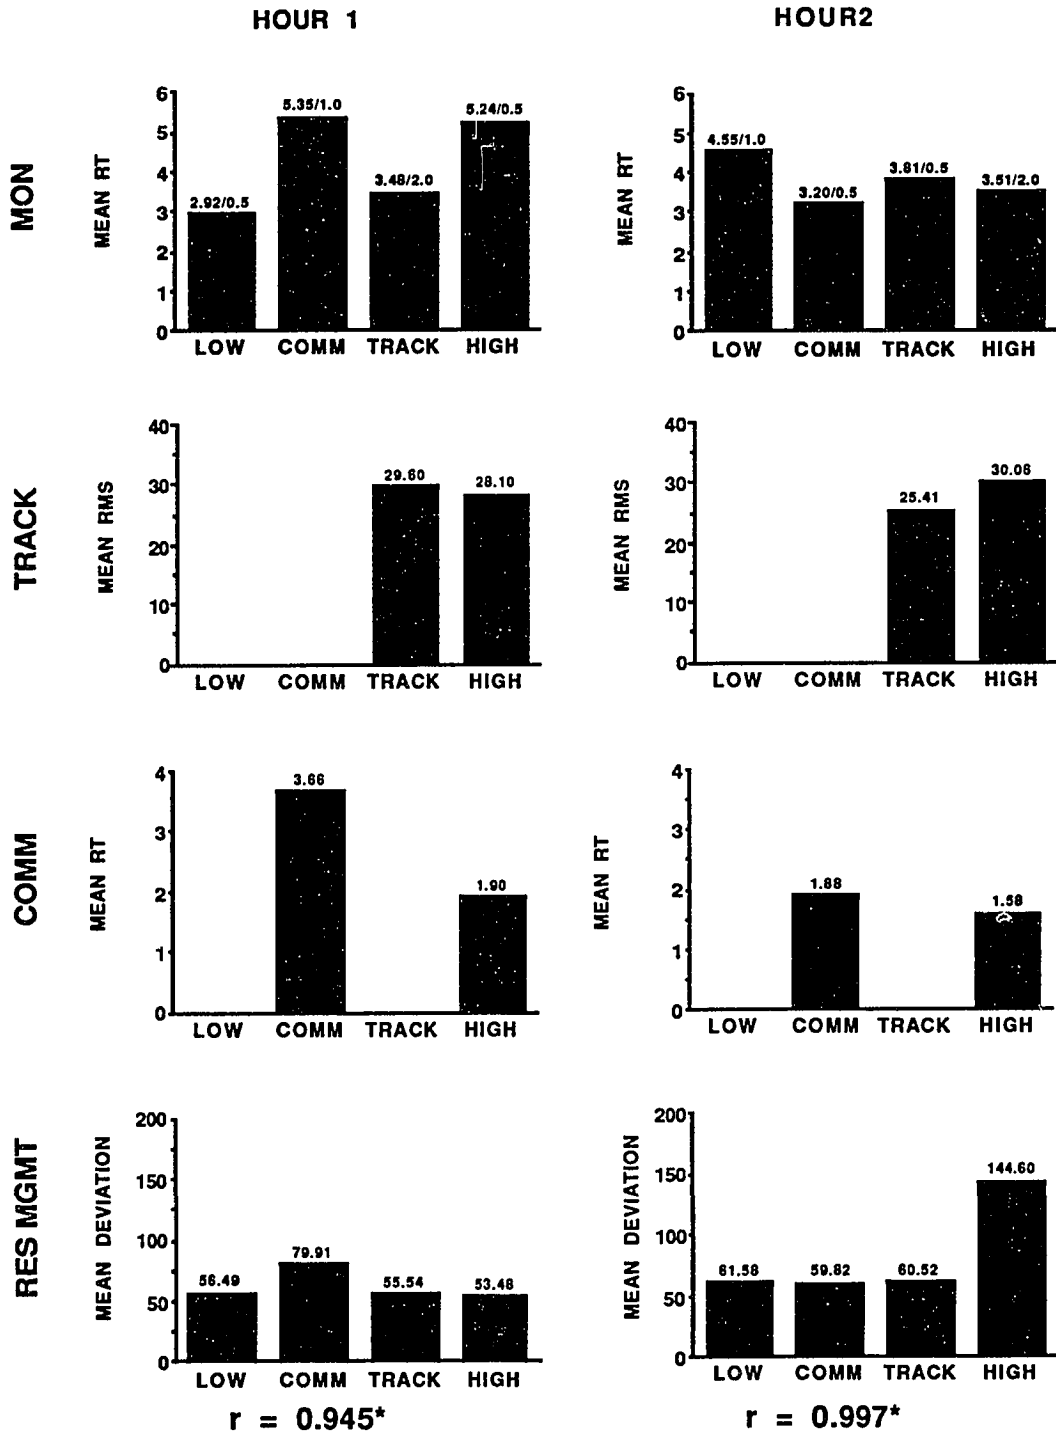 HOUR 1
HOUR2
MON
MEAN RT
6
5
4
3
2
1
0
2.92/0.5
5.35/1.0
3.48/2.0
5.24/0.5
LOW COMM TRACK HIGH
MEAN RT
6
5
4
3
2
1
0
4.55/1.0
3.20/0.5
3.81/0.5
3.51/2.0
LOW COMM TRACK HIGH
TRACK
MEAN RMS
40
30
20
10
0
29.60
28.10
LOW COMM TRACK HIGH
MEAN RMS
40
30
20
10
0
25.41
30.06
LOW COMM TRACK HIGH
COMM
MEAN RT
4
3
2
1
0
3.66
1.90
LOW COMM TRACK HIGH
MEAN RT
4
3
2
1
0
1.88
1.58
LOW COMM TRACK HIGH
RES MGMT
MEAN DEVIATION
200
150
100
50
0
56.49
79.91
55.54
53.48
LOW COMM TRACK HIGH
MEAN DEVIATION
200
150
100
50
0
61.58
59.82
60.52
144.60
LOW COMM TRACK HIGH
r = 0.945*
r = 0.997*